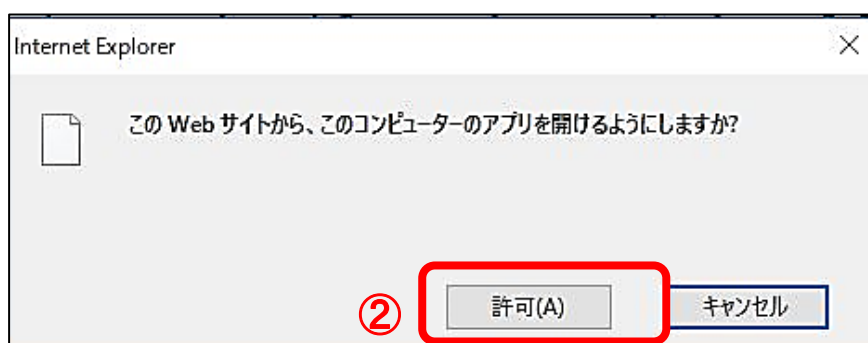 Internet Explorer
この Web サイトから、このコンピューターのアプリを開けるようにしますか?
② 許可(A) キャンセル